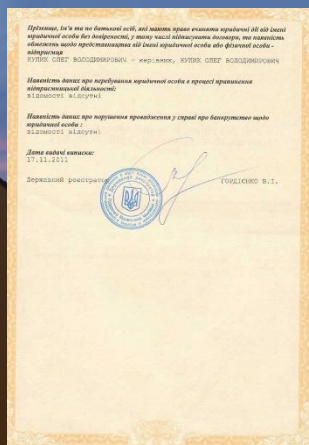 Прізвище, ім'я та по батькові осіб, які мають право вчиняти юридичні дії від імені
юридичної особи без довіреності, у тому числі підписувати договори, та наявність
обмежень щодо представництва від імені юридичної особи або фізичної особи -
підприємця
КУЛИК ОЛЕГ ВОЛОДИМИРОВИЧ - керівник, КУЛИК ОЛЕГ ВОЛОДИМИРОВИЧ
Наявність даних про перебування юридичної особи в процесі припинення
підприємницької діяльності:
відомості відсутні
Наявність даних про порушення провадження у справі про банкрутство щодо
юридичної особи :
відомості відсутні
Дата видачі виписки:
17.11.2011
Державний реєстратор
ГОРДІЄНКО В.І.